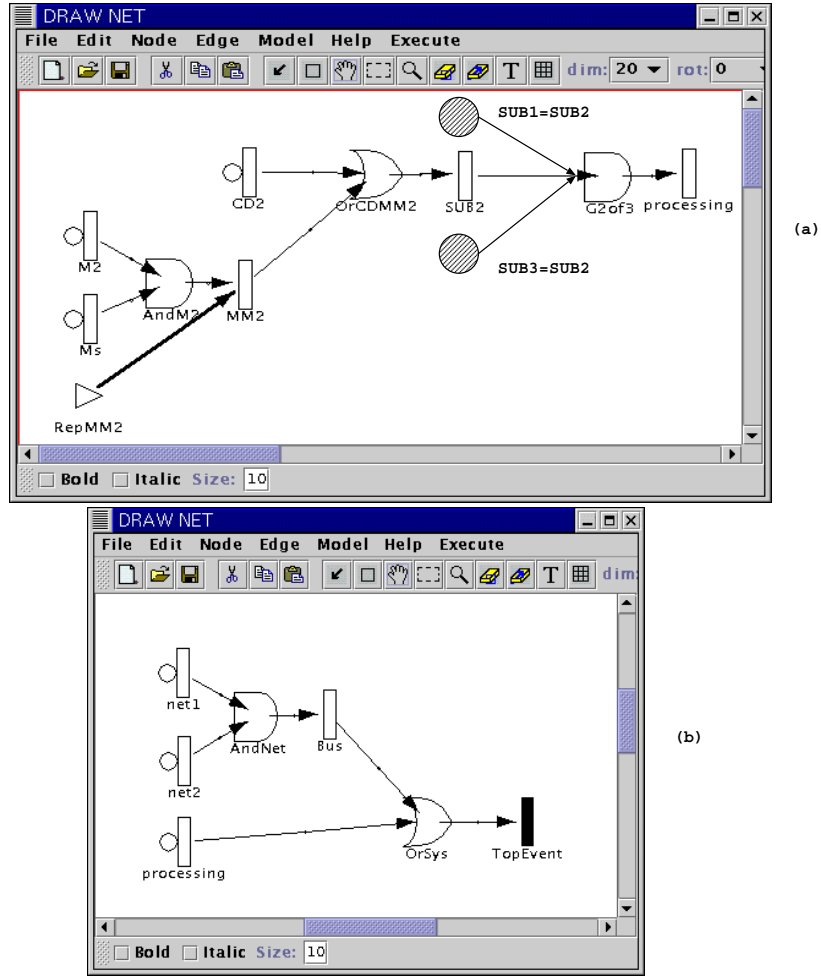 DRAW NET
File Edit Node Edge Model Help Execute
T dim: 20 rot: 0
SUB1=SUB2
CD2 OrCDMM2 SUB2 G2of3 processing
(a)
M2
SUB3=SUB2
AndM2 MM2
Ms
RepMM2
Bold Italic Size: 10
DRAW NET
File Edit Node Edge Model Help Execute
T dim:
net1
AndNet Bus
(b)
net2
OrSys TopEvent
processing
Bold Italic Size: 10